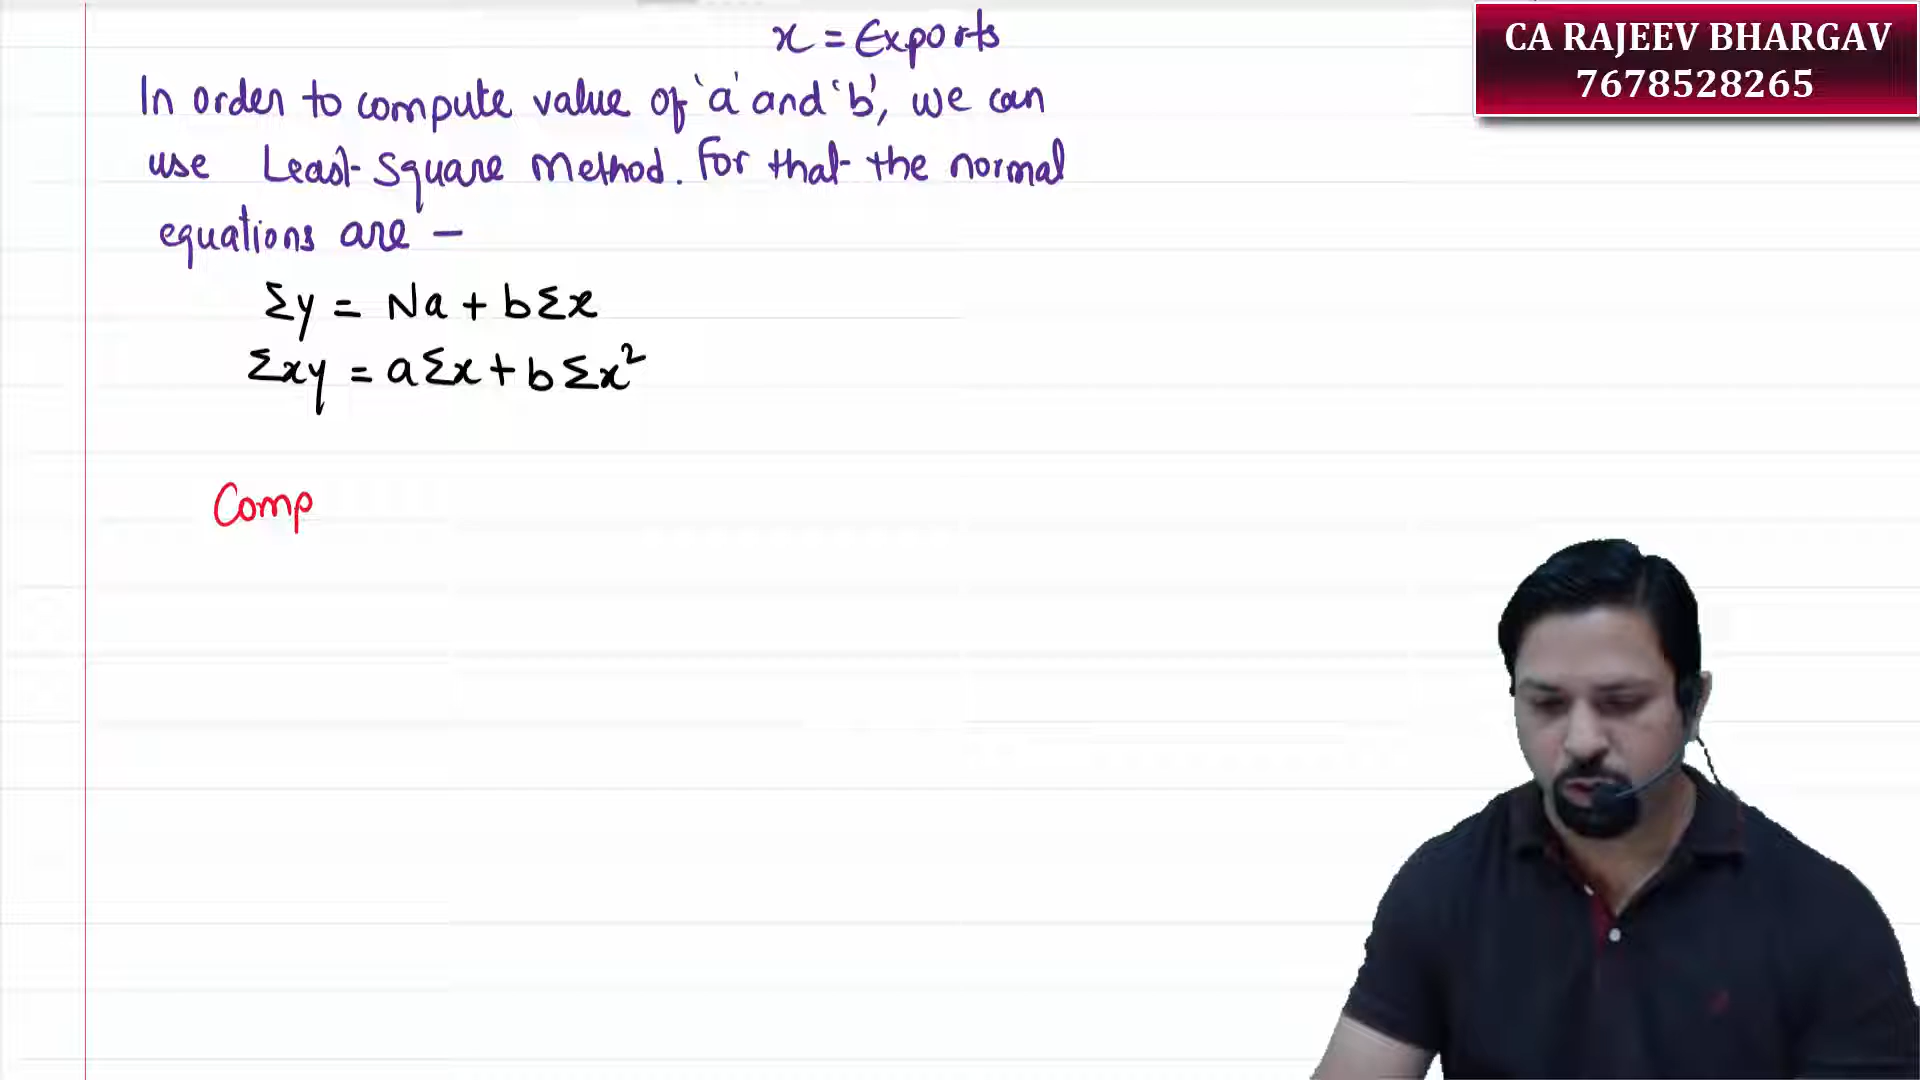 x = Exports
CA RAJEEV BHARGAV
7678528265
In order to compute value of 'a' and 'b', we can
use Least-Square Method. For that the normal
equations are –
Σy = Na + bΣx
Σxy = aΣx + bΣx²
Comp